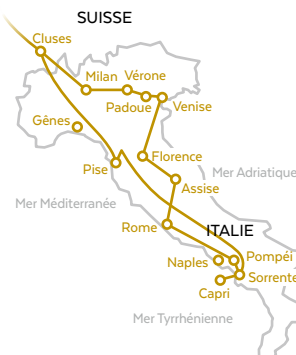 SUISSE
Cluses
Milan Vérone
Padoue Venise
Gênes
Florence
Pise
Mer Adriatique
Assise
Mer Méditerranée
Rome
ITALIE
Naples
Pompéi
Sorrente
Capri
Mer Tyrrhénienne